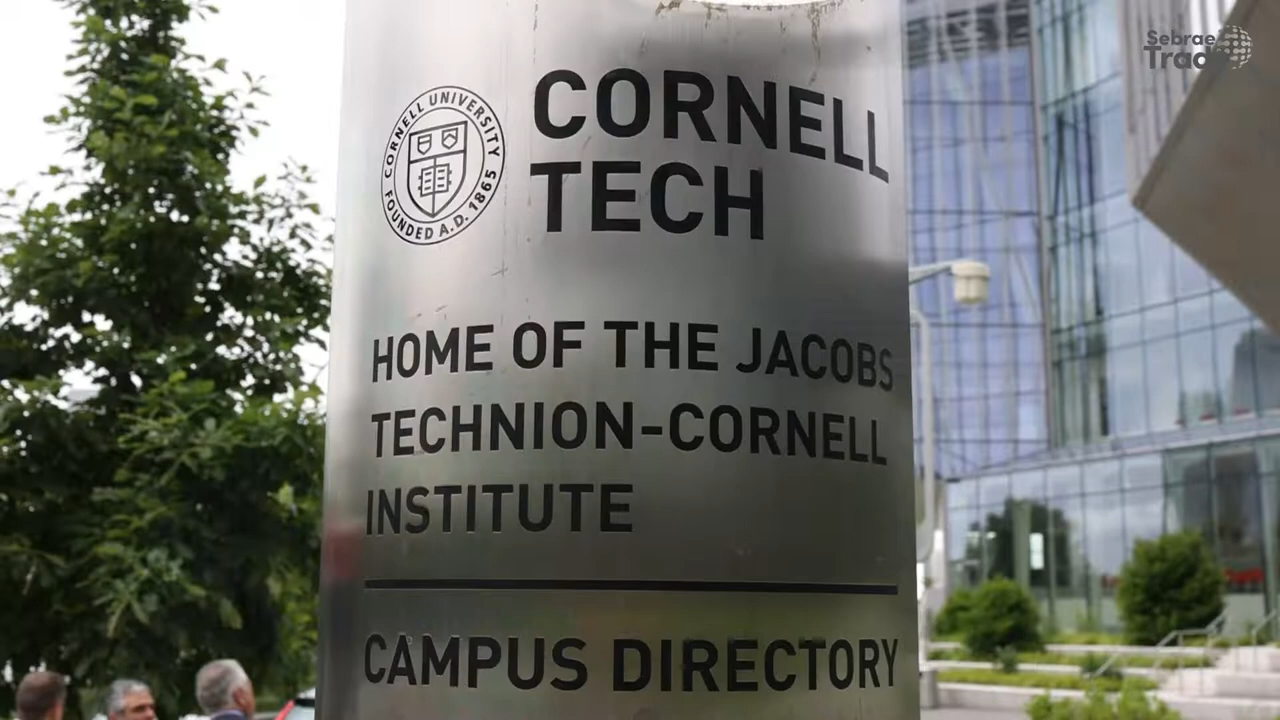 CORNELL
TECH
CORNELL UNIVERSITY
FOUNDED A.D. 1865
HOME OF THE JACOBS
TECHNION-CORNELL
INSTITUTE
CAMPUS DIRECTORY
Sebrae
Trade